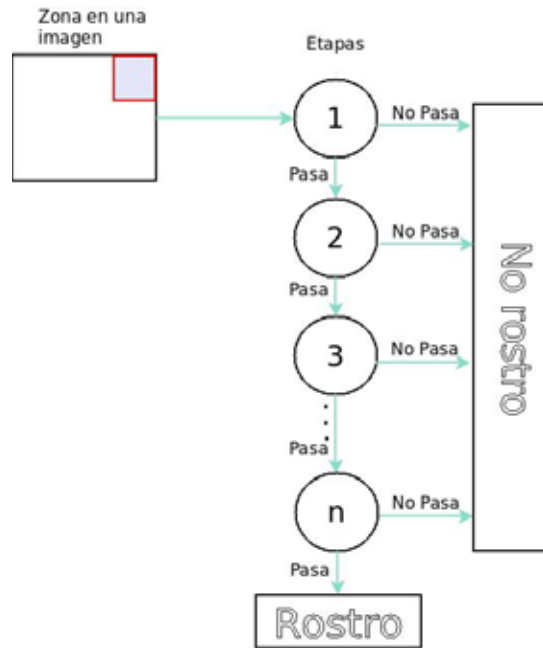 Zona en una
imagen
Etapas
1
No Pasa
Pasa
2
No Pasa
Pasa
3
No Pasa
Pasa
n
No Pasa
Pasa
No rostro
Rostro